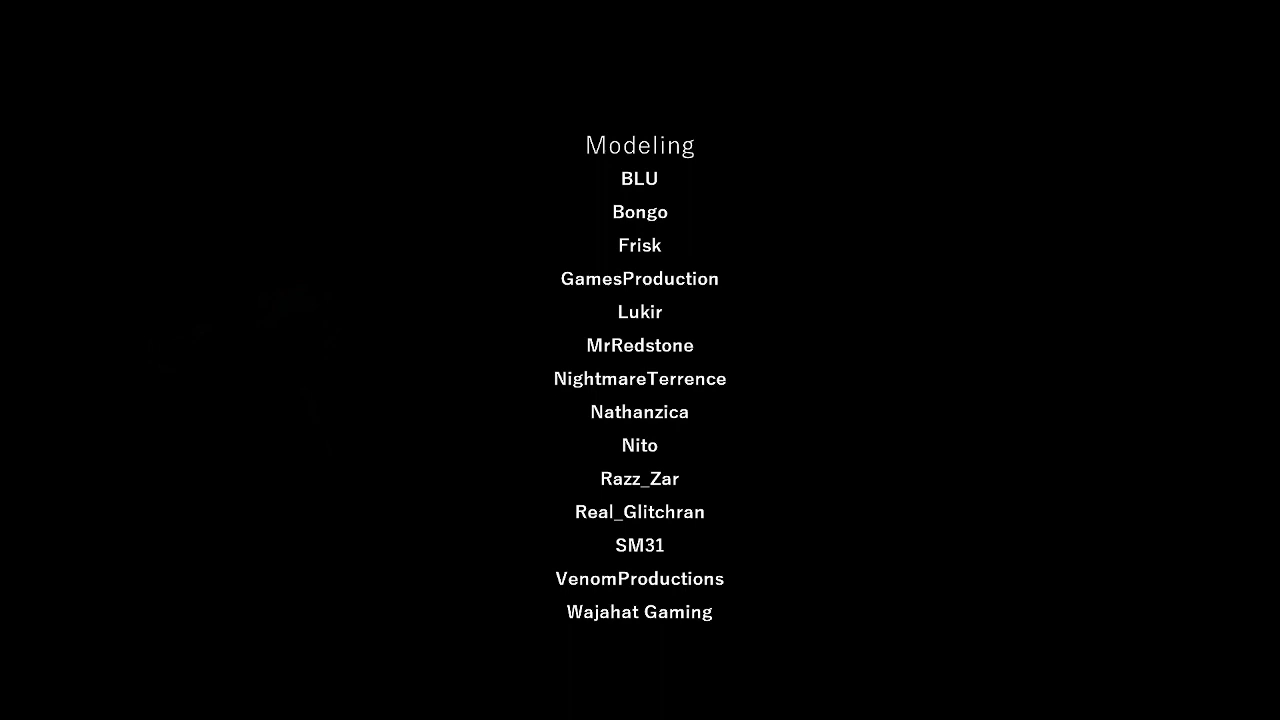 Modeling
BLU
Bongo
Frisk
GamesProduction
Lukir
MrRedstone
NightmareTerrence
Nathanzica
Nito
Razz_Zar
Real_Glitchran
SM31
VenomProductions
Wajahat Gaming